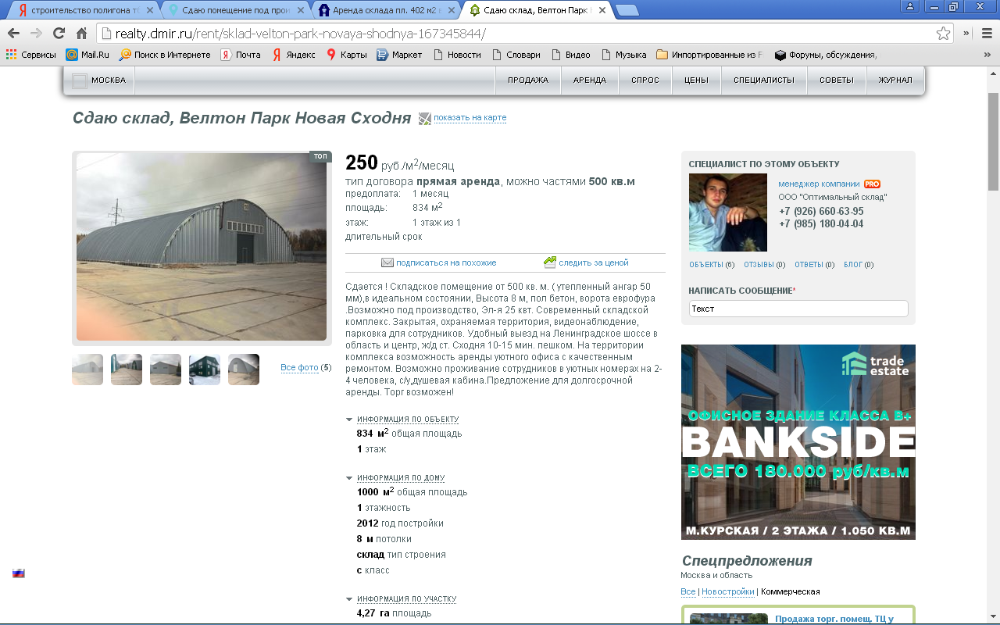 строительство полигона тб
Сдаю помещение под прои
Аренда склада пл. 402 м2 в
Сдаю склад, Велтон Парк
realty.dmir.ru/rent/sklad-velton-park-novaya-shodnya-167345844/
Сервисы
Mail.Ru
Поиск в Интернете
Почта
Яндекс
Карты
Маркет
Новости
Словари
Видео
Музыка
Импортированные из F
Форумы, обсуждения,
МОСКВА
ПРОДАЖА
АРЕНДА
СПРОС
ЦЕНЫ
СПЕЦИАЛИСТЫ
СОВЕТЫ
ЖУРНАЛ
Сдаю склад, Велтон Парк Новая Сходня показать на карте
ТОП
Все фото (5)
250 руб./м2/месяц
тип договора прямая аренда, можно частями 500 кв.м
предоплата: 1 месяц
площадь: 834 м2
этаж: 1 этаж из 1
длительный срок
подписаться на похожие
следить за ценой
Сдается ! Складское помещение от 500 кв. м. ( утепленный ангар 50
мм),в идеальном состоянии, Высота 8 м, пол бетон, ворота еврофура
.Возможно под производство, Эл-я 25 квт. Современный складской
комплекс. Закрытая, охраняемая территория, видеонаблюдение,
парковка для сотрудников. Удобный выезд на Ленинградское шоссе в
область и центр, ж/д ст. Сходня 10-15 мин. пешком. На территории
комплекса возможность аренды уютного офиса с качественным
ремонтом. Возможно проживание сотрудников в уютных номерах на 2-
4 человека, с/у,душевая кабина.Предложение для долгосрочной
аренды. Торг возможен!
ИНФОРМАЦИЯ ПО ОБЪЕКТУ
834 м2 общая площадь
1 этаж
ИНФОРМАЦИЯ ПО ДОМУ
1000 м2 общая площадь
1 этажность
2012 год постройки
8 м потолки
склад тип строения
c класс
ИНФОРМАЦИЯ ПО УЧАСТКУ
4,27 га площадь
СПЕЦИАЛИСТ ПО ЭТОМУ ОБЪЕКТУ
менеджер компании PRO
ООО "Оптимальный склад"
+7 (926) 660-63-95
+7 (985) 180-04-04
ОБЪЕКТЫ (6) ОТЗЫВЫ (0) ОТВЕТЫ (0) БЛОГ (0)
НАПИСАТЬ СООБЩЕНИЕ*
Текст
trade
estate
ОФИСНОЕ ЗДАНИЕ КЛАССА B+
BANKSIDE
ВСЕГО 180.000 руб/кв.м
М.КУРСКАЯ / 2 ЭТАЖА / 1.050 КВ.М
Спецпредложения
Москва и область
Все | Новостройки | Коммерческая
Продажа торг. помещ. ТЦ у